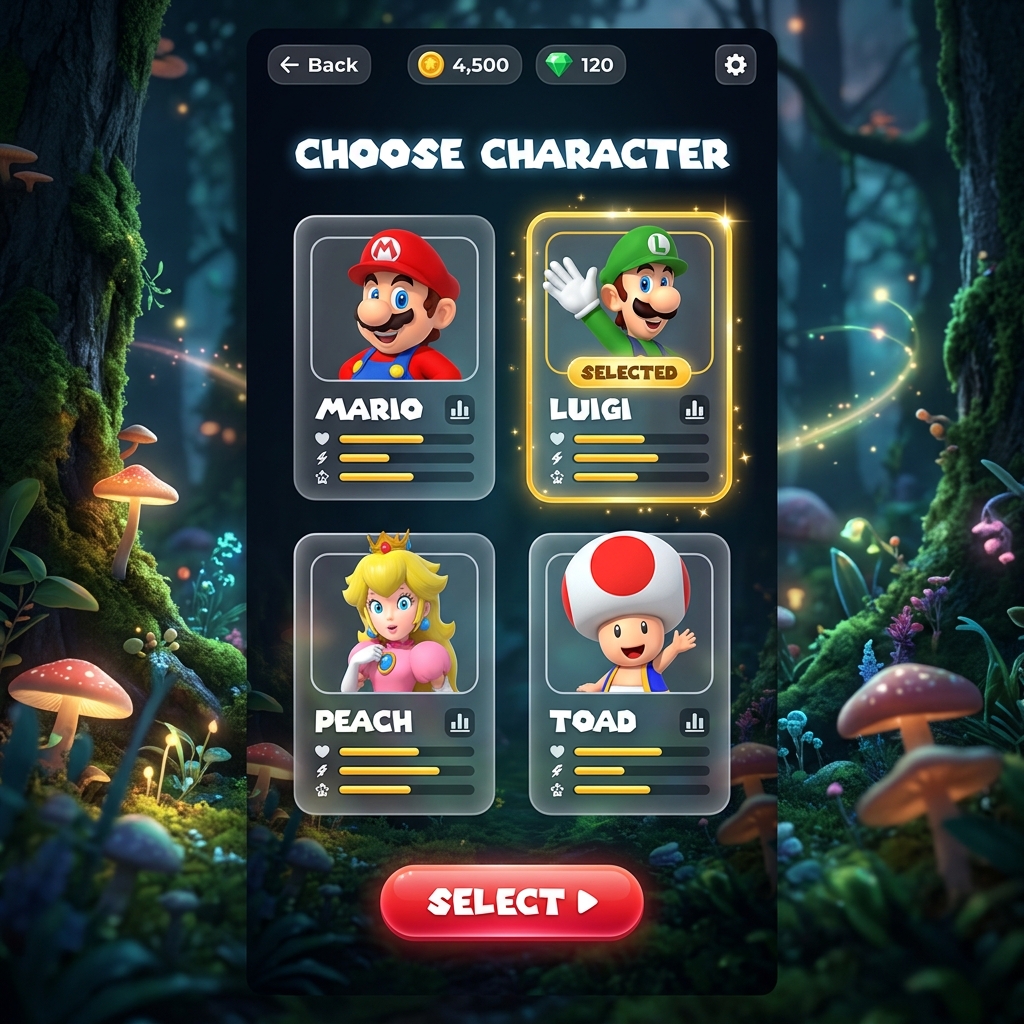 Back 4,500 120
CHOOSE CHARACTER
M
L
SELECTED
MARIO
LUIGI
PEACH
TOAD
SELECT